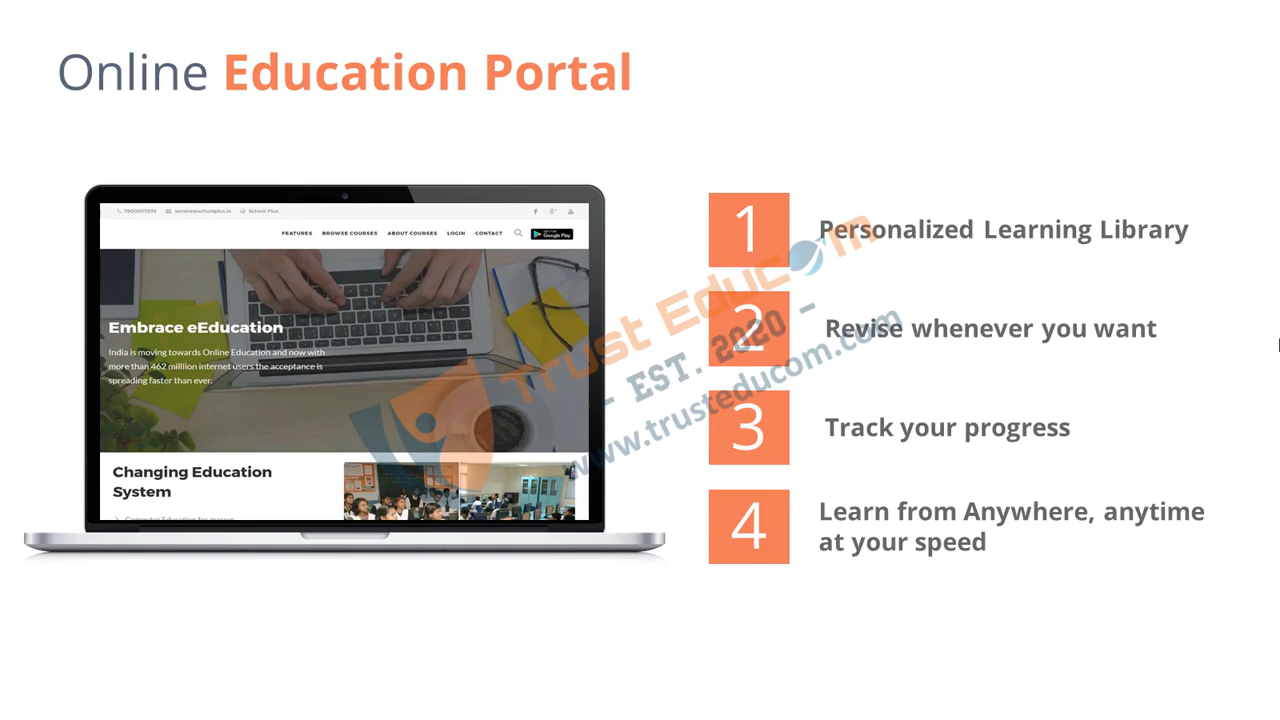 Online Education Portal
7600007036 service@schoolplus.in School Plus
FEATURES BROWSE COURSES ABOUT COURSES LOGIN CONTACT
Google Play
Embrace eEducation
India is moving towards Online Education and now with
more than 462 milllion internet users the acceptance is
spreading faster than ever.
Changing Education
System
1 Personalized Learning Library
2 Revise whenever you want
3 Track your progress
4 Learn from Anywhere, anytime
at your speed
Trust Educom
- EST. 2020 -
www.trusteducom.com